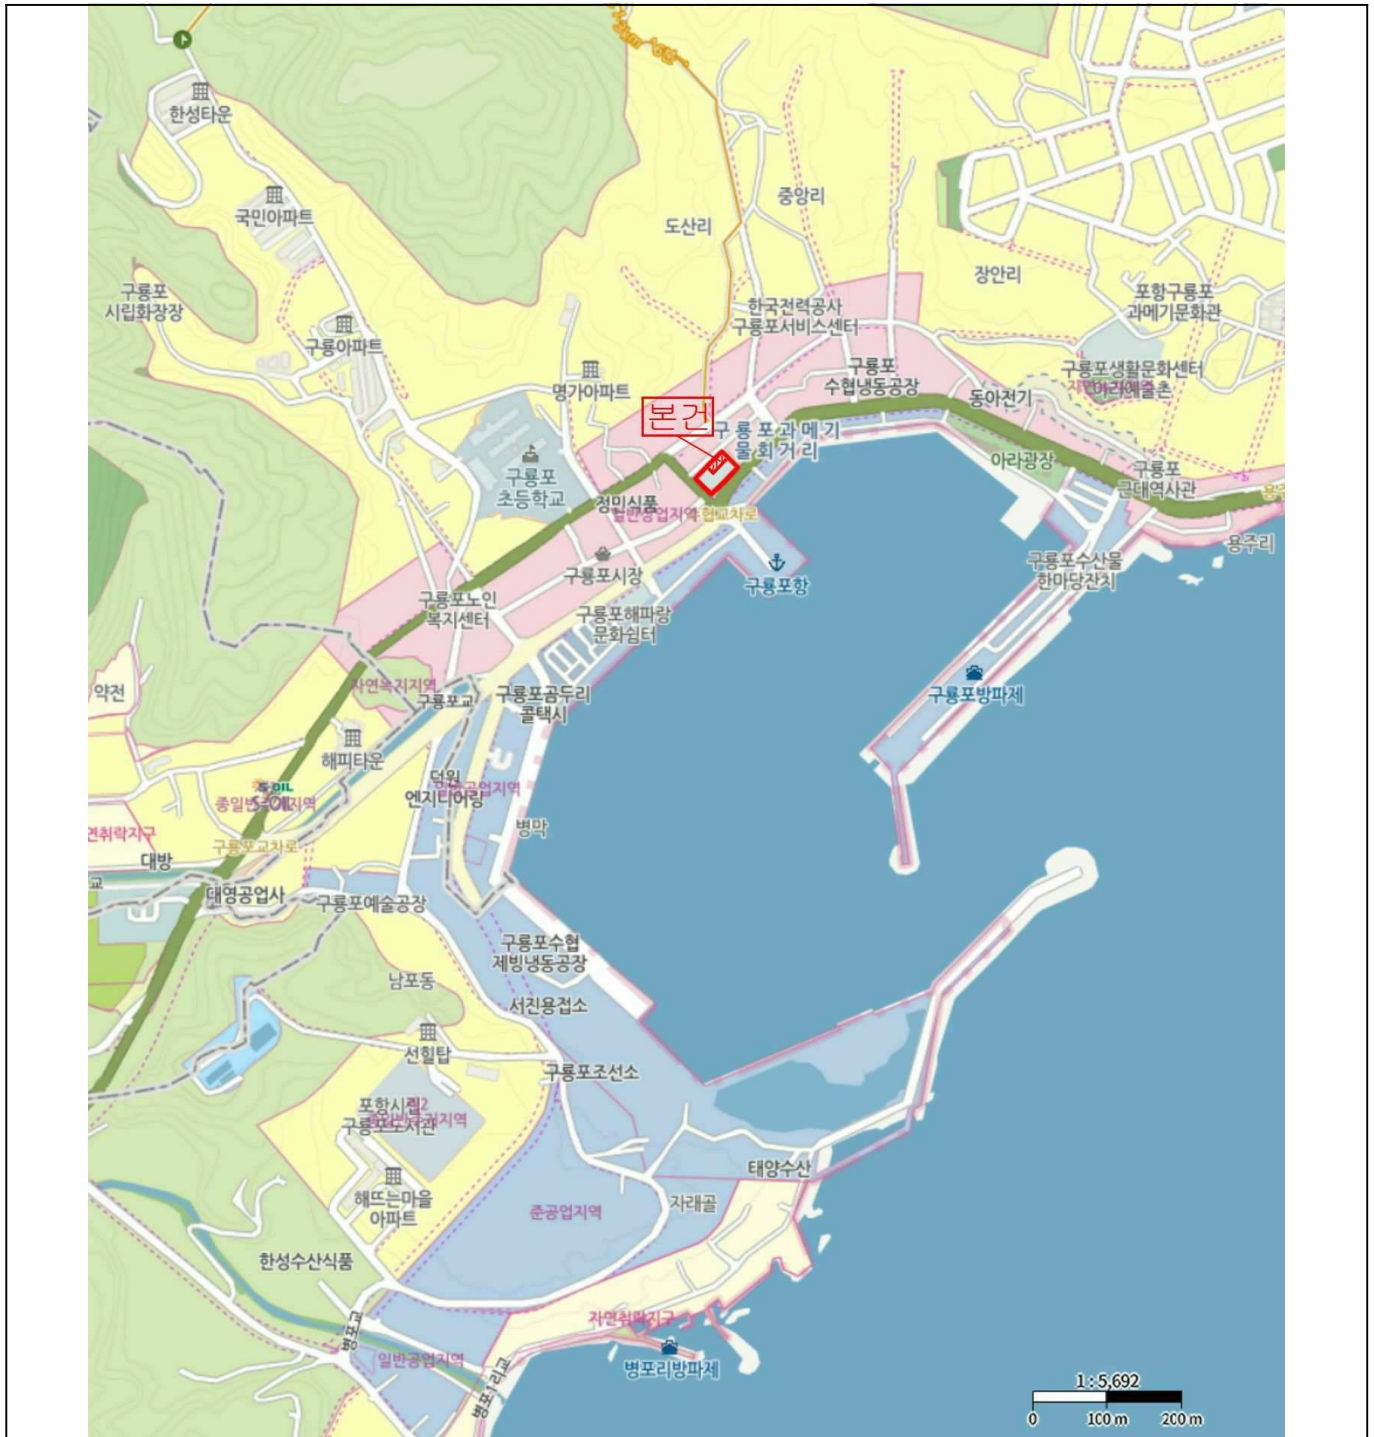 한성타운
국민아파트
중앙리
도산리
장안리
구룡포
시립화장장
포항구룡포
과메기문화관
한국전력공사
구룡포서비스센터
구룡아파트
명가아파트
구룡포
수협냉동공장
구룡포생활문화센터
동아전기
본건
구룡포과메기
물회거리
아라광장
구룡포
근대역사관
구룡포
초등학교
정민식품
용주리
구룡포시장
구룡포항
구룡포수산물
한마당잔치
구룡포노인
복지센터
구룡포해파랑
문화쉼터
자연녹지지역
약전
구룡포교
구룡포곰두리
콜택시
구룡포방파제
해피타운
S-OIL
S-OIL
덕원
엔지니어링
병막
구룡포교차로
대방
교
대영공업사
구룡포예술공장
구룡포수협
제빙냉동공장
남포동
서진용접소
선힐탑
구룡포조선소
포항시립
구룡포도서관
태양수산
해뜨는마을
아파트
자래골
준공업지역
한성수산식품
자연취락지구
병포교
일반공업지역
병포1리교
병포리방파제
1 : 5,692
0 100 m 200 m